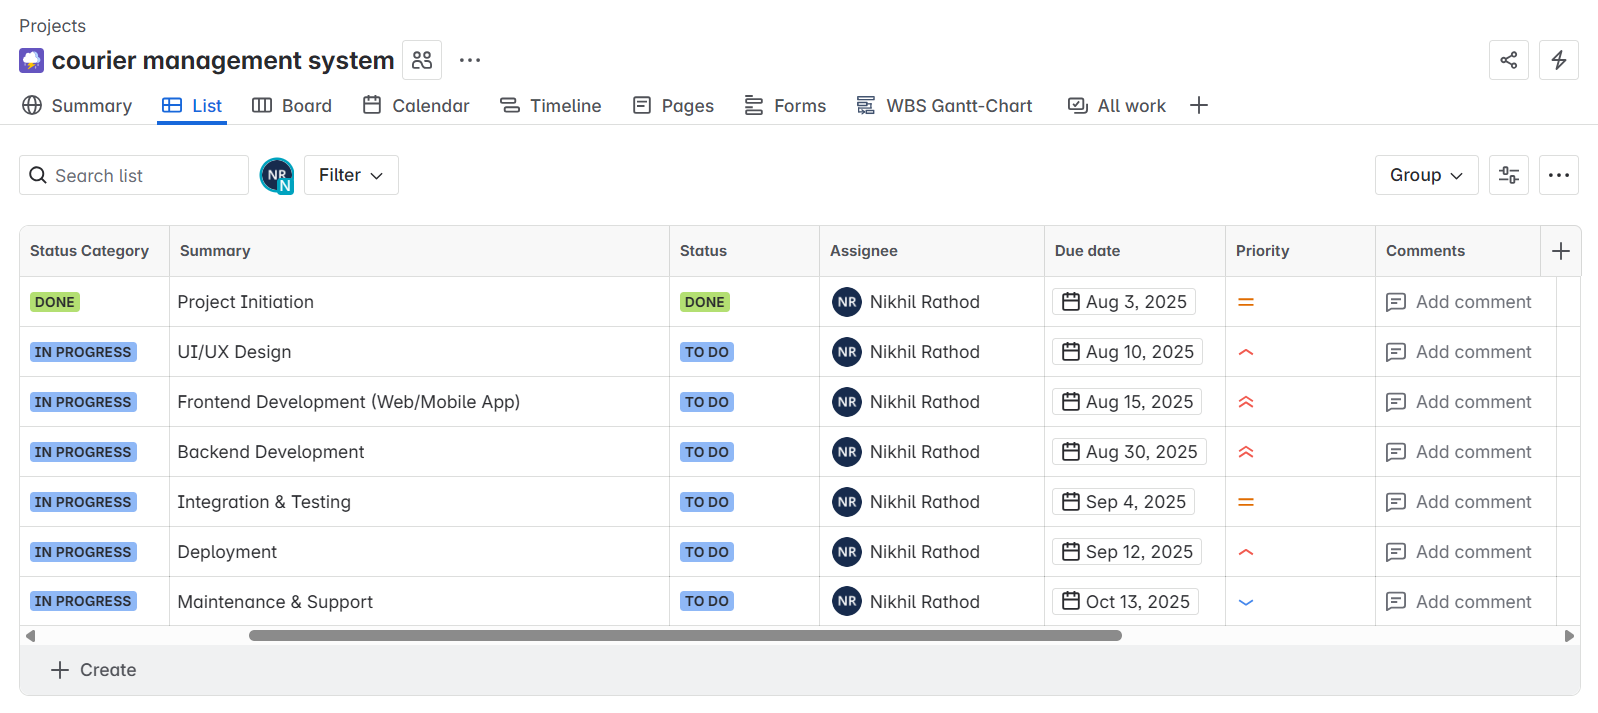 Projects
courier management system
Summary List Board Calendar Timeline Pages Forms WBS Gantt-Chart All work
Search list NR N Filter Group
Status Category Summary Status Assignee Due date Priority Comments
DONE Project Initiation DONE NR Nikhil Rathod Aug 3, 2025 Add comment
IN PROGRESS UI/UX Design TO DO NR Nikhil Rathod Aug 10, 2025 Add comment
IN PROGRESS Frontend Development (Web/Mobile App) TO DO NR Nikhil Rathod Aug 15, 2025 Add comment
IN PROGRESS Backend Development TO DO NR Nikhil Rathod Aug 30, 2025 Add comment
IN PROGRESS Integration & Testing TO DO NR Nikhil Rathod Sep 4, 2025 Add comment
IN PROGRESS Deployment TO DO NR Nikhil Rathod Sep 12, 2025 Add comment
IN PROGRESS Maintenance & Support TO DO NR Nikhil Rathod Oct 13, 2025 Add comment
Create